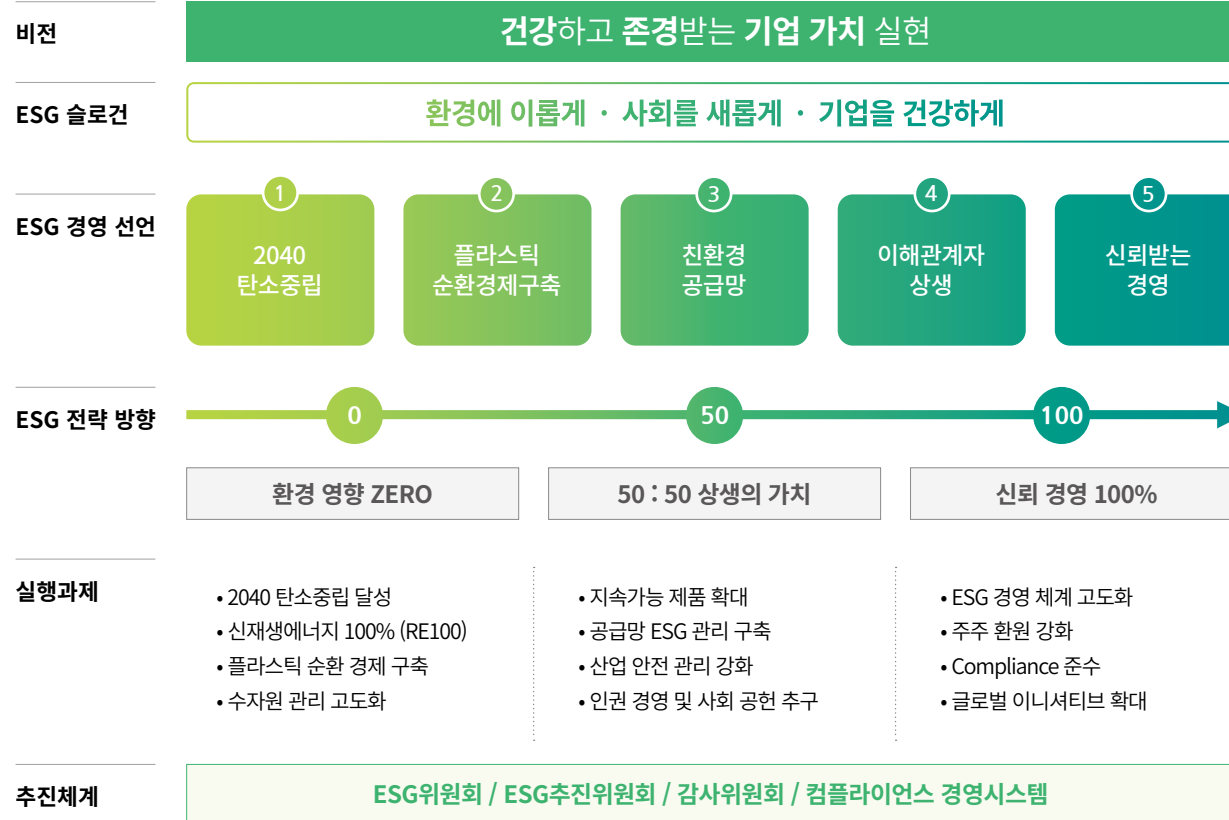 비전
건강하고 존경받는 기업 가치 실현
ESG 슬로건
환경에 이롭게 · 사회를 새롭게 · 기업을 건강하게
ESG 경영 선언
1
2040
탄소중립
2
플라스틱
순환경제구축
3
친환경
공급망
4
이해관계자
상생
5
신뢰받는
경영
ESG 전략 방향
0
50
100
환경 영향 ZERO
50 : 50 상생의 가치
신뢰 경영 100%
실행과제
• 2040 탄소중립 달성
• 신재생에너지 100% (RE100)
• 플라스틱 순환 경제 구축
• 수자원 관리 고도화
• 지속가능 제품 확대
• 공급망 ESG 관리 구축
• 산업 안전 관리 강화
• 인권 경영 및 사회 공헌 추구
• ESG 경영 체계 고도화
• 주주 환원 강화
• Compliance 준수
• 글로벌 이니셔티브 확대
추진체계
ESG위원회 / ESG추진위원회 / 감사위원회 / 컴플라이언스 경영시스템